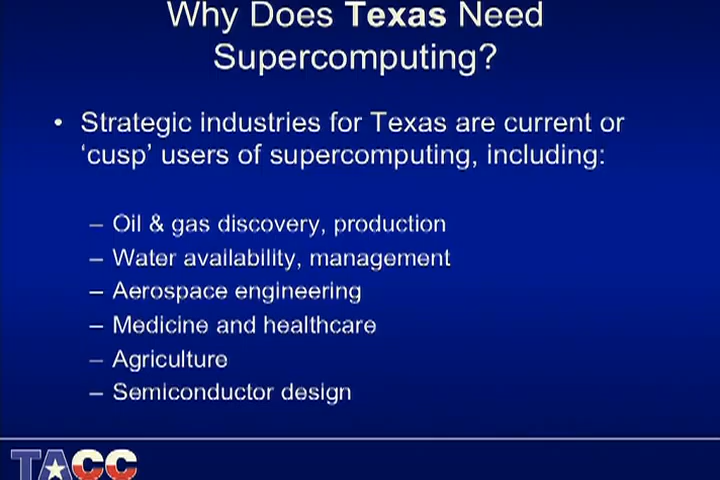 Why Does Texas Need
Supercomputing?
• Strategic industries for Texas are current or
‘cusp’ users of supercomputing, including:
– Oil & gas discovery, production
– Water availability, management
– Aerospace engineering
– Medicine and healthcare
– Agriculture
– Semiconductor design
TACC